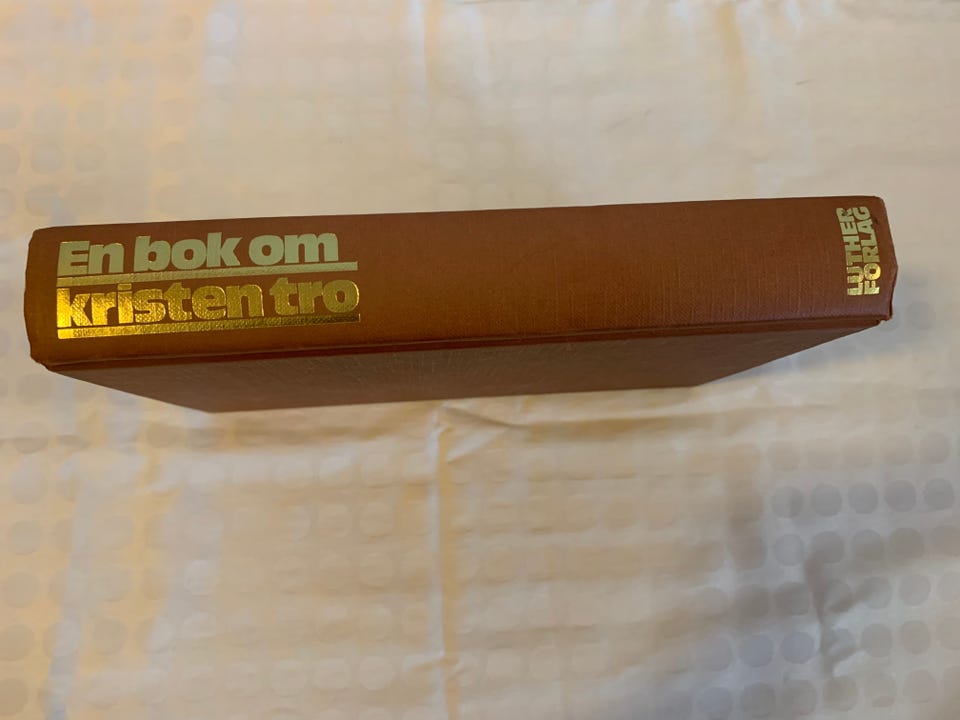 En bok om
kristen tro
LUTHER
FORLAG